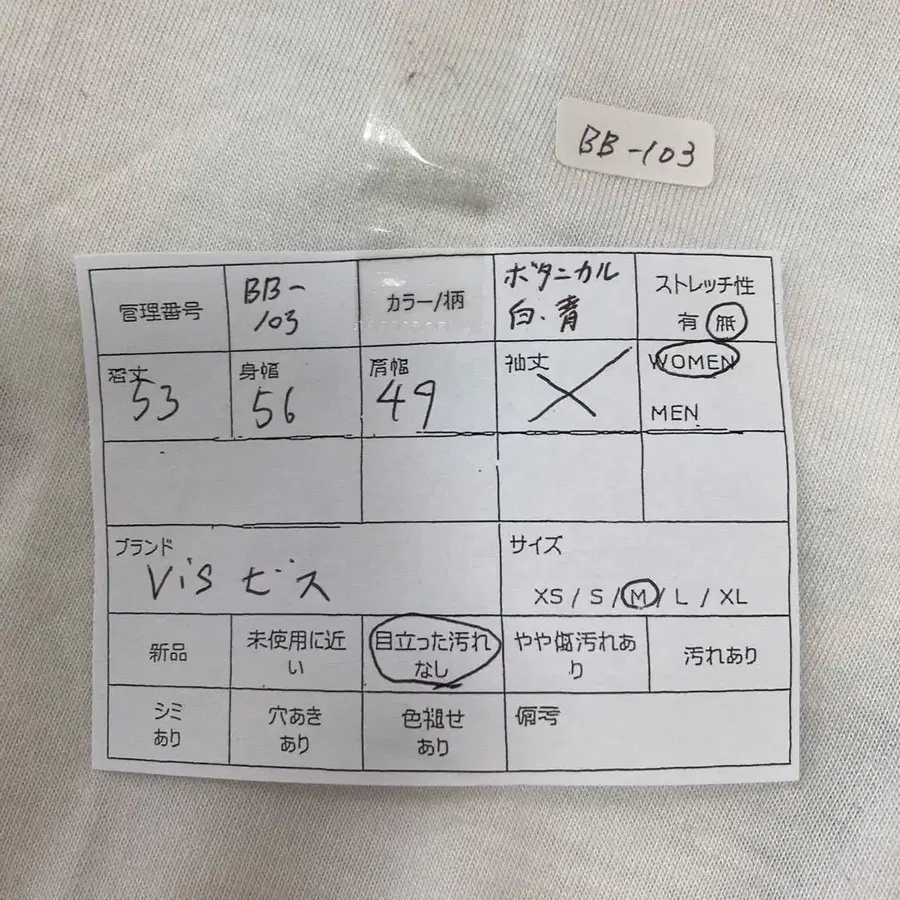 BB-103
管理番号
BB-
103
カラー/柄
ボタニカル
白・青
ストレッチ性
有 無
着丈
53
身幅
56
肩幅
49
袖丈
WOMEN
MEN
ブランド
ViS ビス
サイズ
XS / S / M / L / XL
新品
未使用に近
い
目立った汚れ
なし
やや傷汚れあ
り
汚れあり
シミ
あり
穴あき
あり
色褪せ
あり
備考